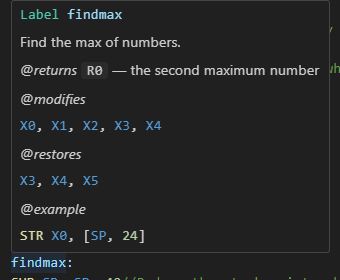 Label findmax
Find the max of numbers.
@returns R0 — the second maximum number
@modifies
X0, X1, X2, X3, X4
@restores
X3, X4, X5
@example
STR X0, [SP, 24]
findmax: